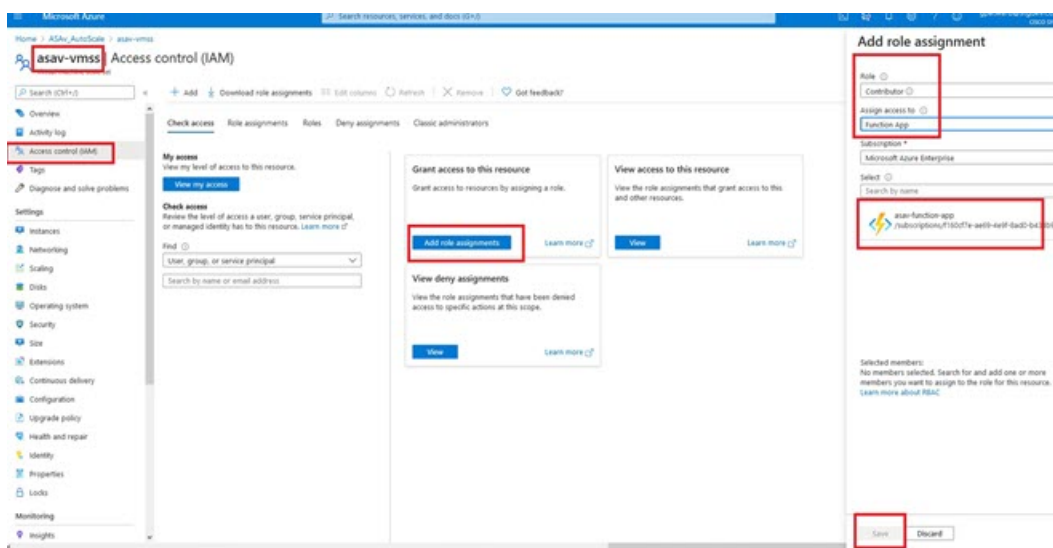 Microsoft Azure
Search resources, services, and docs (G+/)
Home > ASAv_AutoScale > asav-vmss
asav-vmss | Access control (IAM)
Search (Ctrl+/)
Overview
Activity log
Access control (IAM)
Tags
Diagnose and solve problems
Settings
Instances
Networking
Scaling
Disks
Operating system
Security
Size
Extensions
Continuous delivery
Configuration
Upgrade policy
Health and repair
Identity
Properties
Locks
Monitoring
Insights
+ Add
Download role assignments
Edit columns
Refresh
Remove
Got feedback?
Check access
Role assignments
Roles
Deny assignments
Classic administrators
My access
View my level of access to this resource.
View my access
Check access
Review the level of access a user, group, service principal,
or managed identity has to this resource. Learn more
Find
User, group, or service principal
Search by name or email address
Grant access to this resource
Grant access to resources by assigning a role.
Add role assignments
Learn more
View access to this resource
View the role assignments that grant access to this
and other resources.
View
Learn more
View deny assignments
View the role assignments that have been denied
access to specific actions at this scope.
View
Learn more
Add role assignment
Role
Contributor
Assign access to
Function App
Subscription *
Microsoft Azure Enterprise
Select
Search by name
asav-function-app
Selected members:
No members selected. Search for and add one or more
members you want to assign to the role for this resource.
Learn more about RBAC
Save
Discard